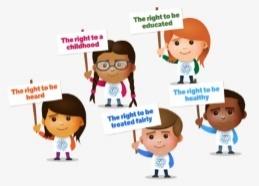 The right to be
educated
The right to a
childhood
The right to be
heard
The right to be
treated fairly
The right to be
healthy